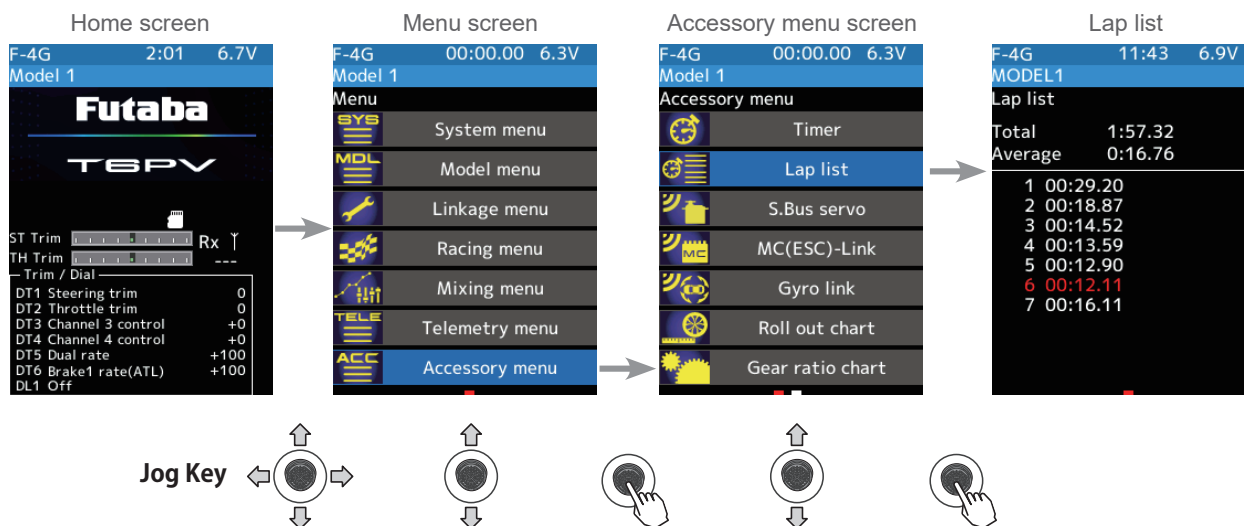 Home screen
F-4G 2:01 6.7V
Model 1
Futaba
T6PV
ST Trim Rx
TH Trim ---
Trim / Dial
DT1 Steering trim 0
DT2 Throttle trim 0
DT3 Channel 3 control +0
DT4 Channel 4 control +0
DT5 Dual rate +100
DT6 Brake1 rate(ATL) +100
DL1 Off
Menu screen
F-4G 00:00.00 6.3V
Model 1
Menu
SYS System menu
MDL Model menu
Linkage menu
Racing menu
Mixing menu
TELE Telemetry menu
ACC Accessory menu
Accessory menu screen
F-4G 00:00.00 6.3V
Model 1
Accessory menu
Timer
Lap list
S.Bus servo
MC MC(ESC)-Link
Gyro link
Roll out chart
Gear ratio chart
Lap list
F-4G 11:43 6.9V
MODEL1
Lap list
Total 1:57.32
Average 0:16.76
1 00:29.20
2 00:18.87
3 00:14.52
4 00:13.59
5 00:12.90
6 00:12.11
7 00:16.11
Jog Key